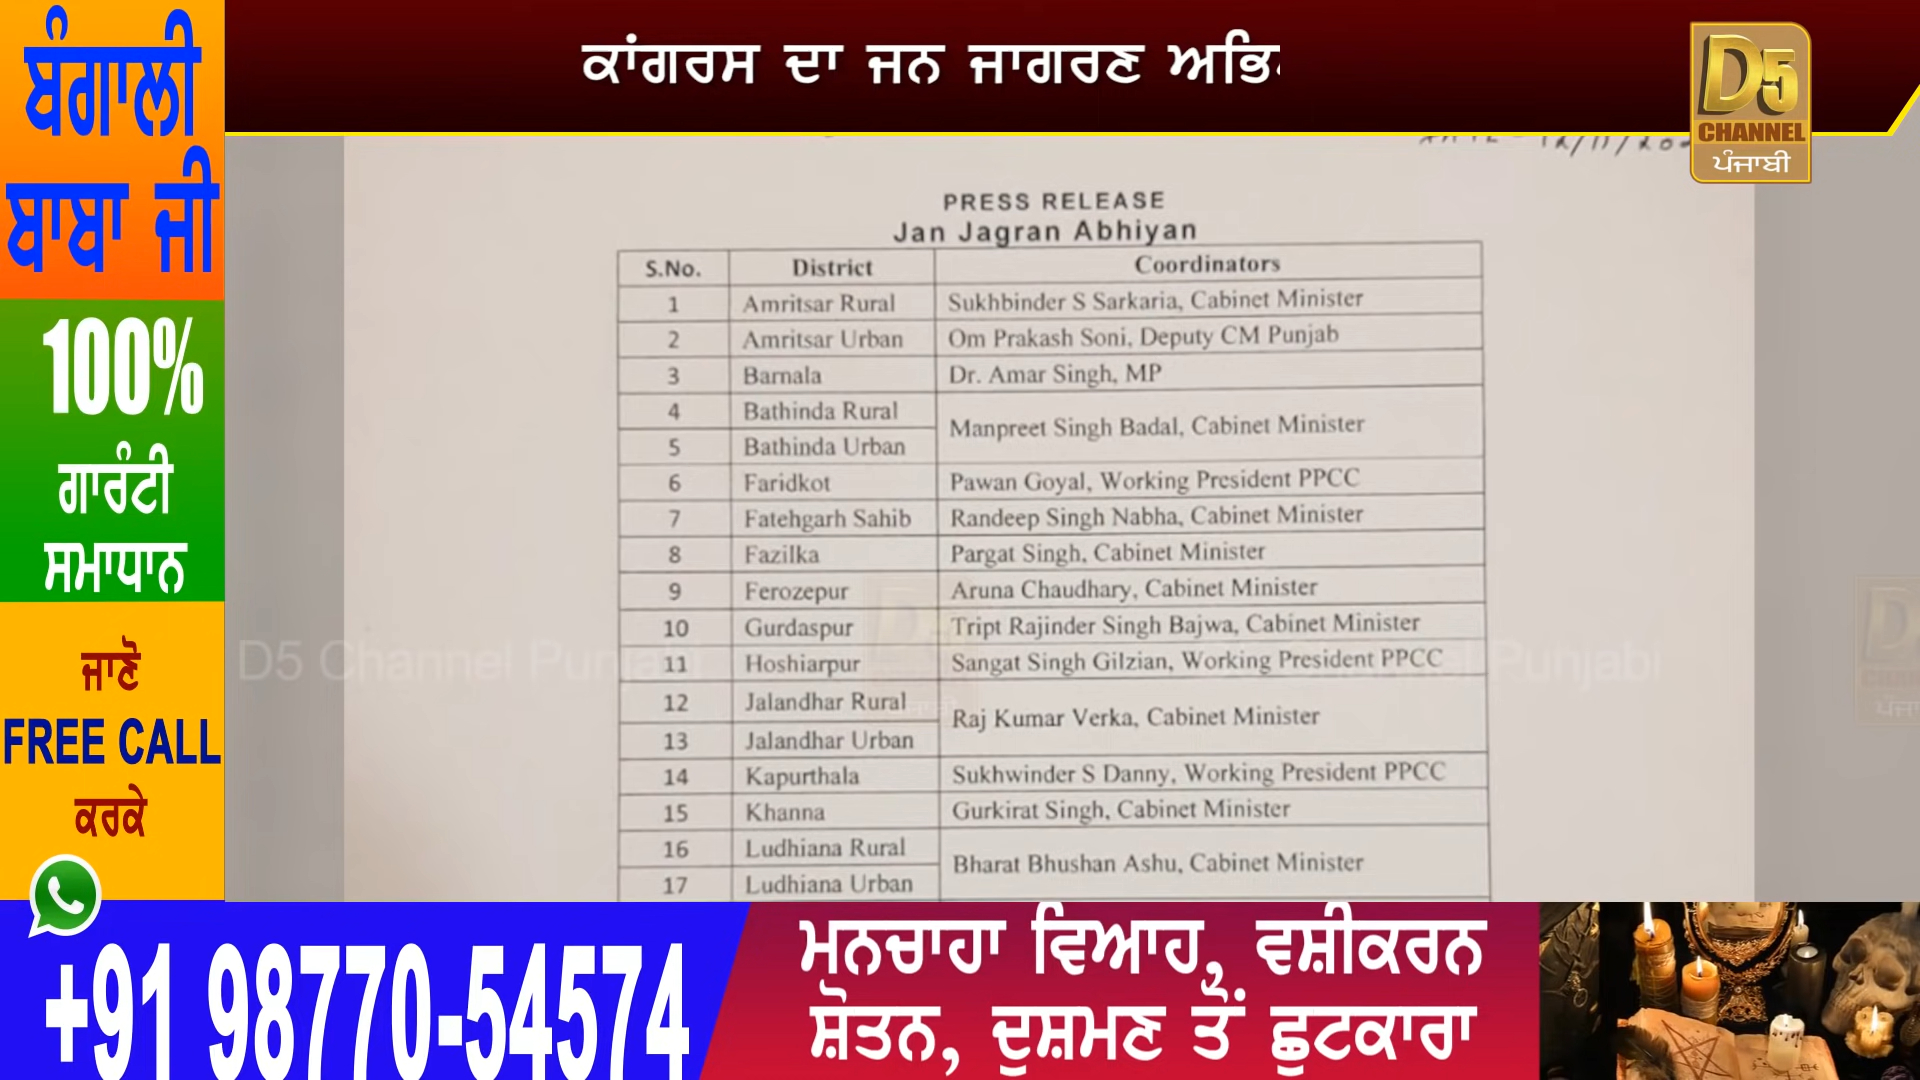 ਬੰਗਾਲੀ
ਬਾਬਾ ਜੀ
100%
ਗਾਰੰਟੀ
ਸਮਾਧਾਨ
ਜਾਣੋ
FREE CALL
ਕਰਕੇ
ਕਾਂਗਰਸ ਦਾ ਜਨ ਜਾਗਰਣ
D5
CHANNEL
ਪੰਜਾਬੀ
PRESS RELEASE
Jan Jagran Abhiyan
S.No. District Coordinators
1 Amritsar Rural Sukhbinder S Sarkaria, Cabinet Minister
2 Amritsar Urban Om Prakash Soni, Deputy CM Punjab
3 Barnala Dr. Amar Singh, MP
4 Bathinda Rural Manpreet Singh Badal, Cabinet Minister
5 Bathinda Urban
6 Faridkot Pawan Goyal, Working President PPCC
7 Fatehgarh Sahib Randeep Singh Nabha, Cabinet Minister
8 Fazilka Pargat Singh, Cabinet Minister
9 Ferozepur Aruna Chaudhary, Cabinet Minister
10 Gurdaspur Tript Rajinder Singh Bajwa, Cabinet Minister
11 Hoshiarpur Sangat Singh Gilzian, Working President PPCC
12 Jalandhar Rural Raj Kumar Verka, Cabinet Minister
13 Jalandhar Urban
14 Kapurthala Sukhwinder S Danny, Working President PPCC
15 Khanna Gurkirat Singh, Cabinet Minister
16 Ludhiana Rural Bharat Bhushan Ashu, Cabinet Minister
17 Ludhiana Urban
D5 Channel Punjabi
+91 98770-54574
ਮਨਚਾਹਾ ਵਿਆਹ, ਵਸ਼ੀਕਰਨ
ਸ਼ੋਤਨ, ਦੁਸ਼ਮਣ ਤੋਂ ਛੁਟਕਾਰਾ